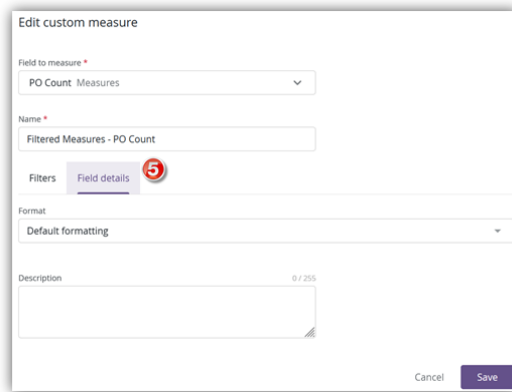 Edit custom measure
Field to measure *
PO Count Measures
Name *
Filtered Measures - PO Count
Filters Field details 5
Format
Default formatting
Description 0 / 255
Cancel Save